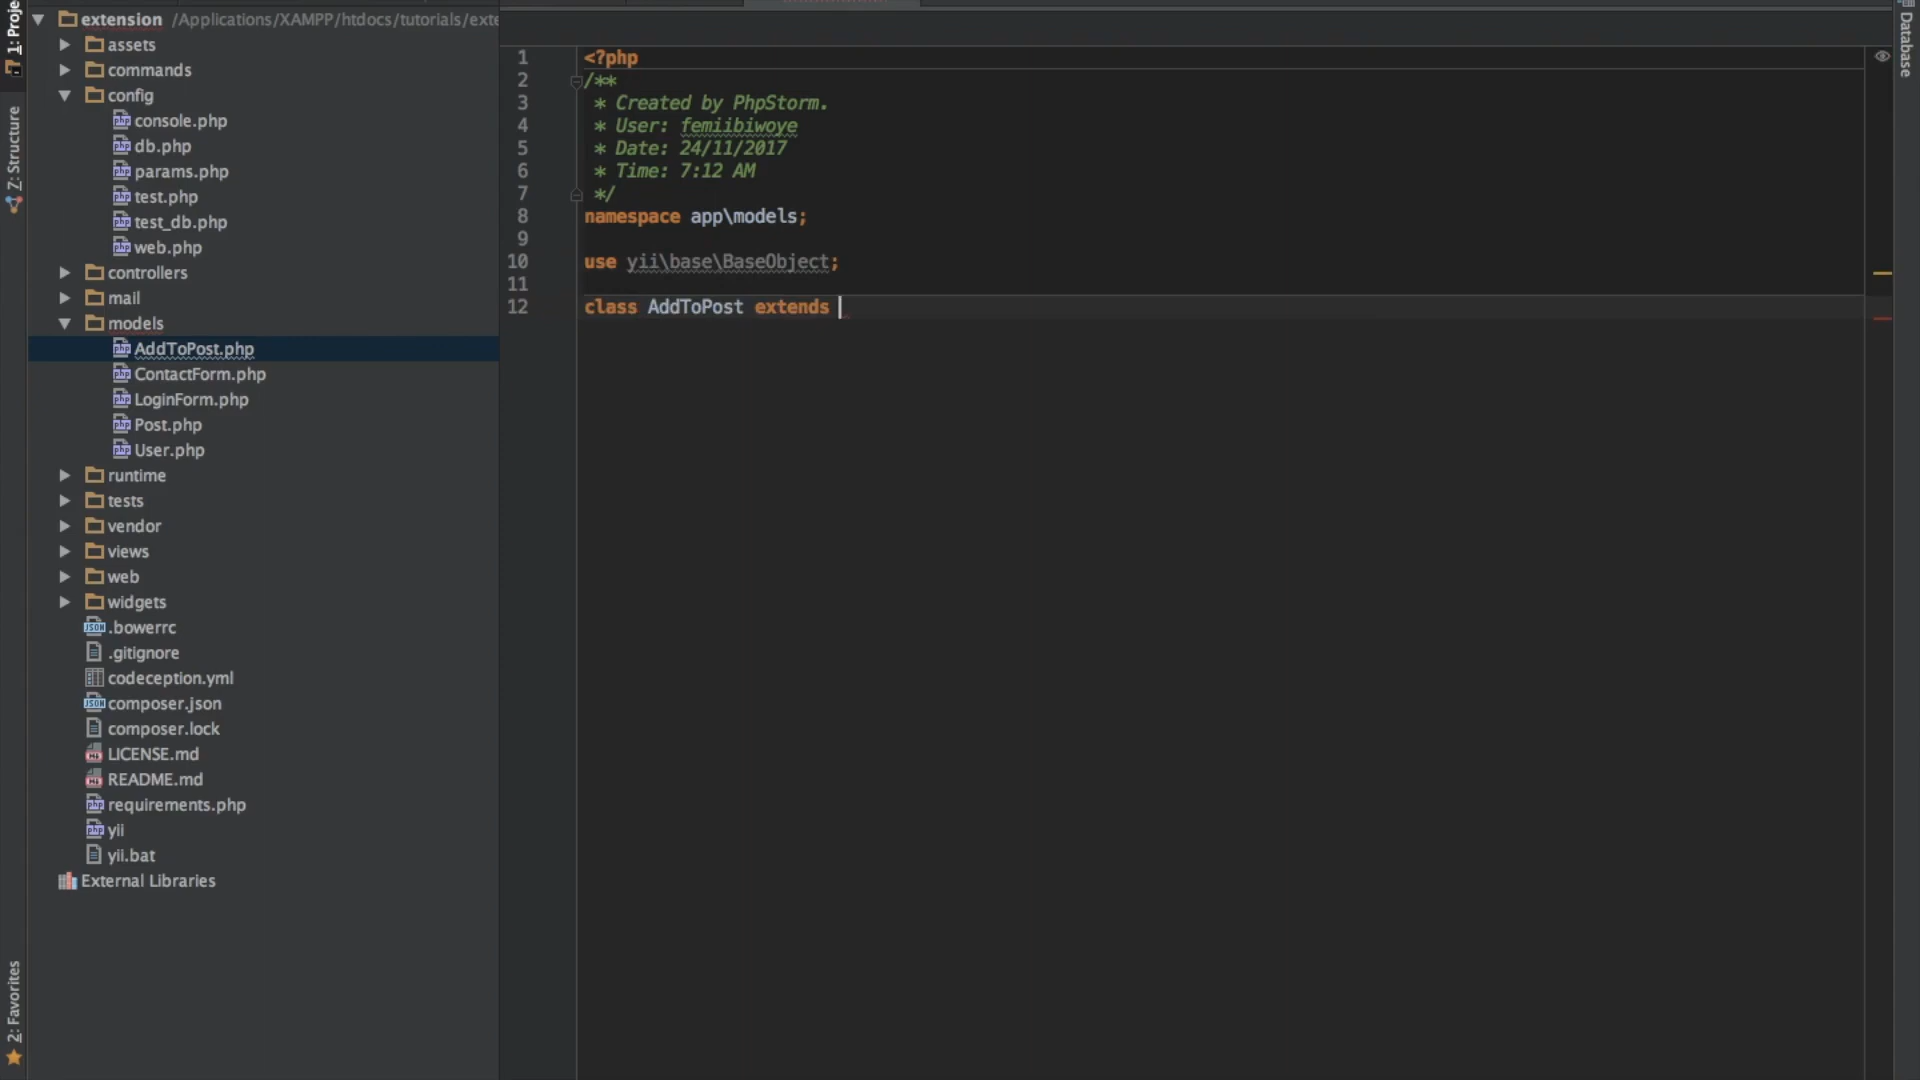 1: Proje
extension /Applications/XAMPP/htdocs/tutorials/exte
assets
commands
config
console.php
db.php
params.php
test.php
test_db.php
web.php
controllers
mail
models
AddToPost.php
ContactForm.php
LoginForm.php
Post.php
User.php
runtime
tests
vendor
views
web
widgets
.bowerrc
.gitignore
codeception.yml
composer.json
composer.lock
LICENSE.md
README.md
requirements.php
yii
yii.bat
External Libraries
Z: Structure
2: Favorites
1 <?php
2 /**
3 * Created by PhpStorm.
4 * User: femiibiwoye
5 * Date: 24/11/2017
6 * Time: 7:12 AM
7 */
8 namespace app\models;
9
10 use yii\base\BaseObject;
11
12 class AddToPost extends
Database